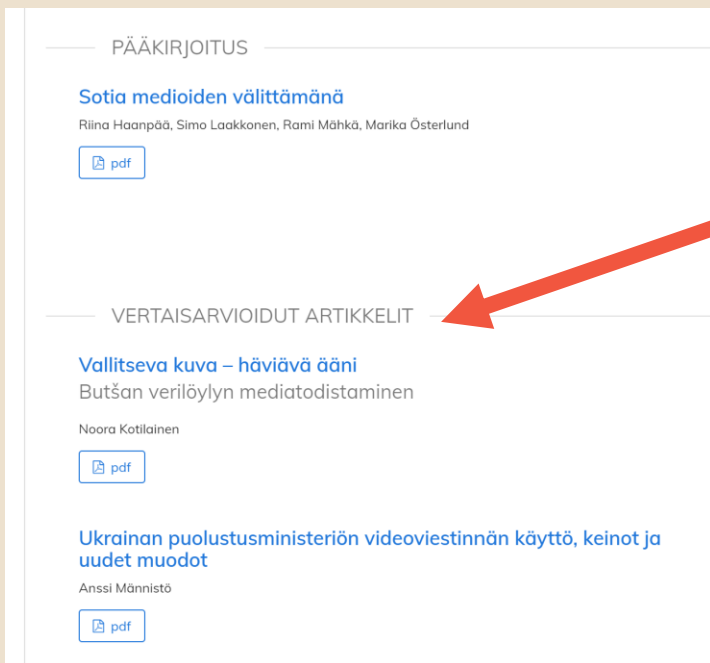 PÄÄKIRJOITUS
Sotia medioiden välittämänä
Riina Haanpää, Simo Laakkonen, Rami Mähkä, Marika Österlund
pdf
VERTAISARVIOIDUT ARTIKKELIT
Vallitseva kuva – häviävä ääni
Butšan verilöylyn mediatodistaminen
Noora Kotilainen
pdf
Ukrainan puolustusministeriön videoviestinnän käyttö, keinot ja
uudet muodot
Anssi Männistö
pdf